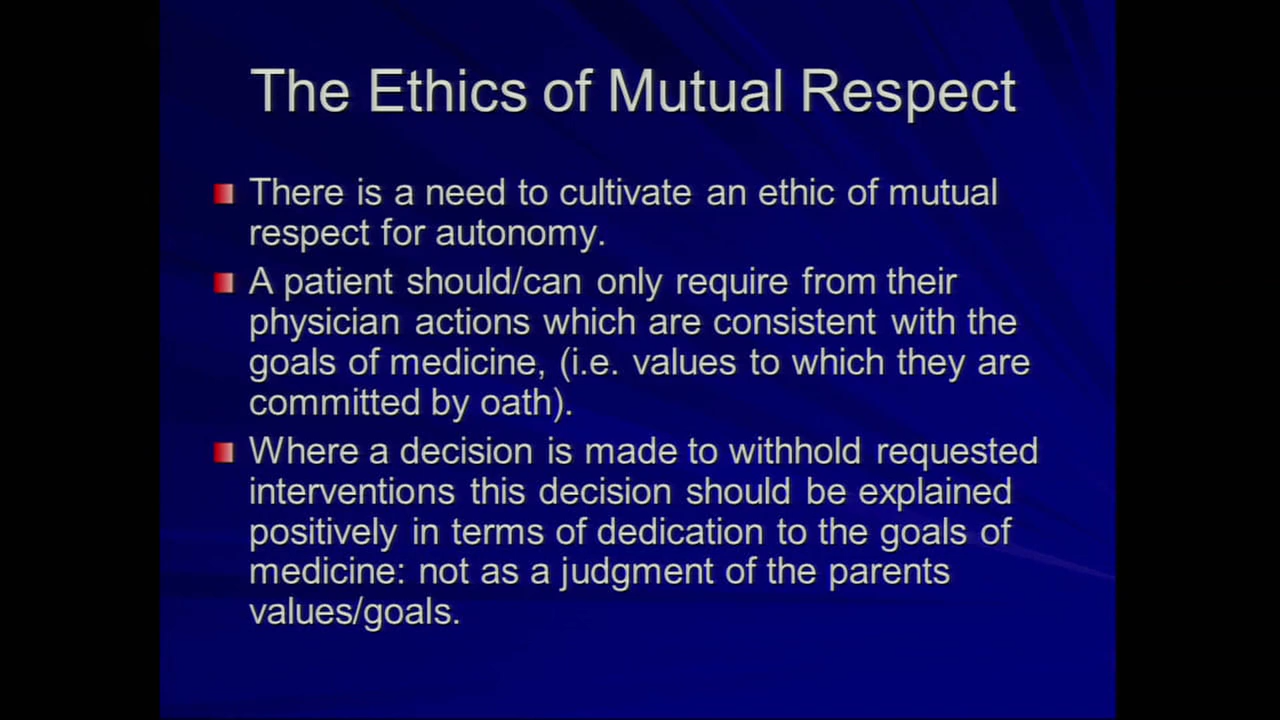 The Ethics of Mutual Respect
There is a need to cultivate an ethic of mutual
respect for autonomy.
A patient should/can only require from their
physician actions which are consistent with the
goals of medicine, (i.e. values to which they are
committed by oath).
Where a decision is made to withhold requested
interventions this decision should be explained
positively in terms of dedication to the goals of
medicine: not as a judgment of the parents
values/goals.